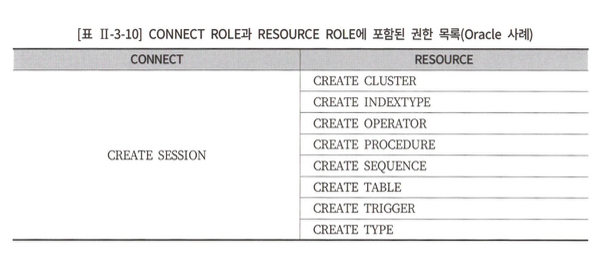 [표 Ⅱ-3-10] CONNECT ROLE과 RESOURCE ROLE에 포함된 권한 목록(Oracle 사례)
CONNECT RESOURCE
CREATE SESSION
CREATE CLUSTER
CREATE INDEXTYPE
CREATE OPERATOR
CREATE PROCEDURE
CREATE SEQUENCE
CREATE TABLE
CREATE TRIGGER
CREATE TYPE